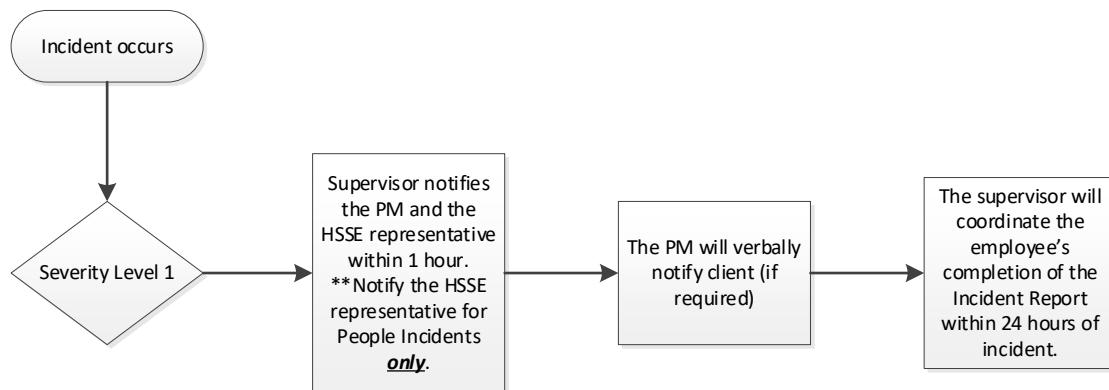 Incident occurs
Severity Level 1
Supervisor notifies
the PM and the
HSSE representative
within 1 hour.
**Notify the HSSE
representative for
People Incidents
only.
The PM will verbally
notify client (if
required)
The supervisor will
coordinate the
employee’s
completion of the
Incident Report
within 24 hours of
incident.